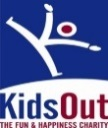 KidsOut
THE FUN & HAPPINESS CHARITY